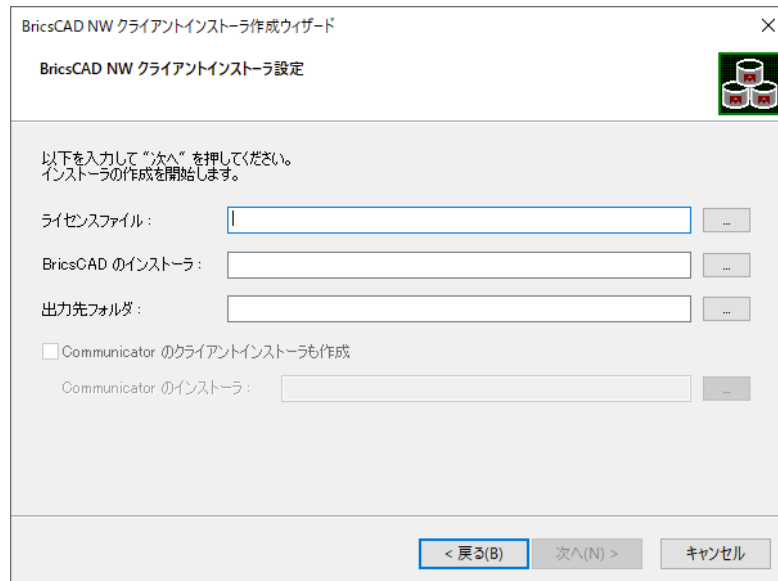 BricsCAD NW クライアントインストーラ作成ウィザード
BricsCAD NW クライアントインストーラ設定
以下を入力して “次へ” を押してください。
インストーラの作成を開始します。
ライセンスファイル :
...
BricsCAD のインストーラ :
...
出力先フォルダ :
...
Communicator のクライアントインストーラも作成
Communicator のインストーラ :
...
< 戻る(B) 次へ(N) > キャンセル